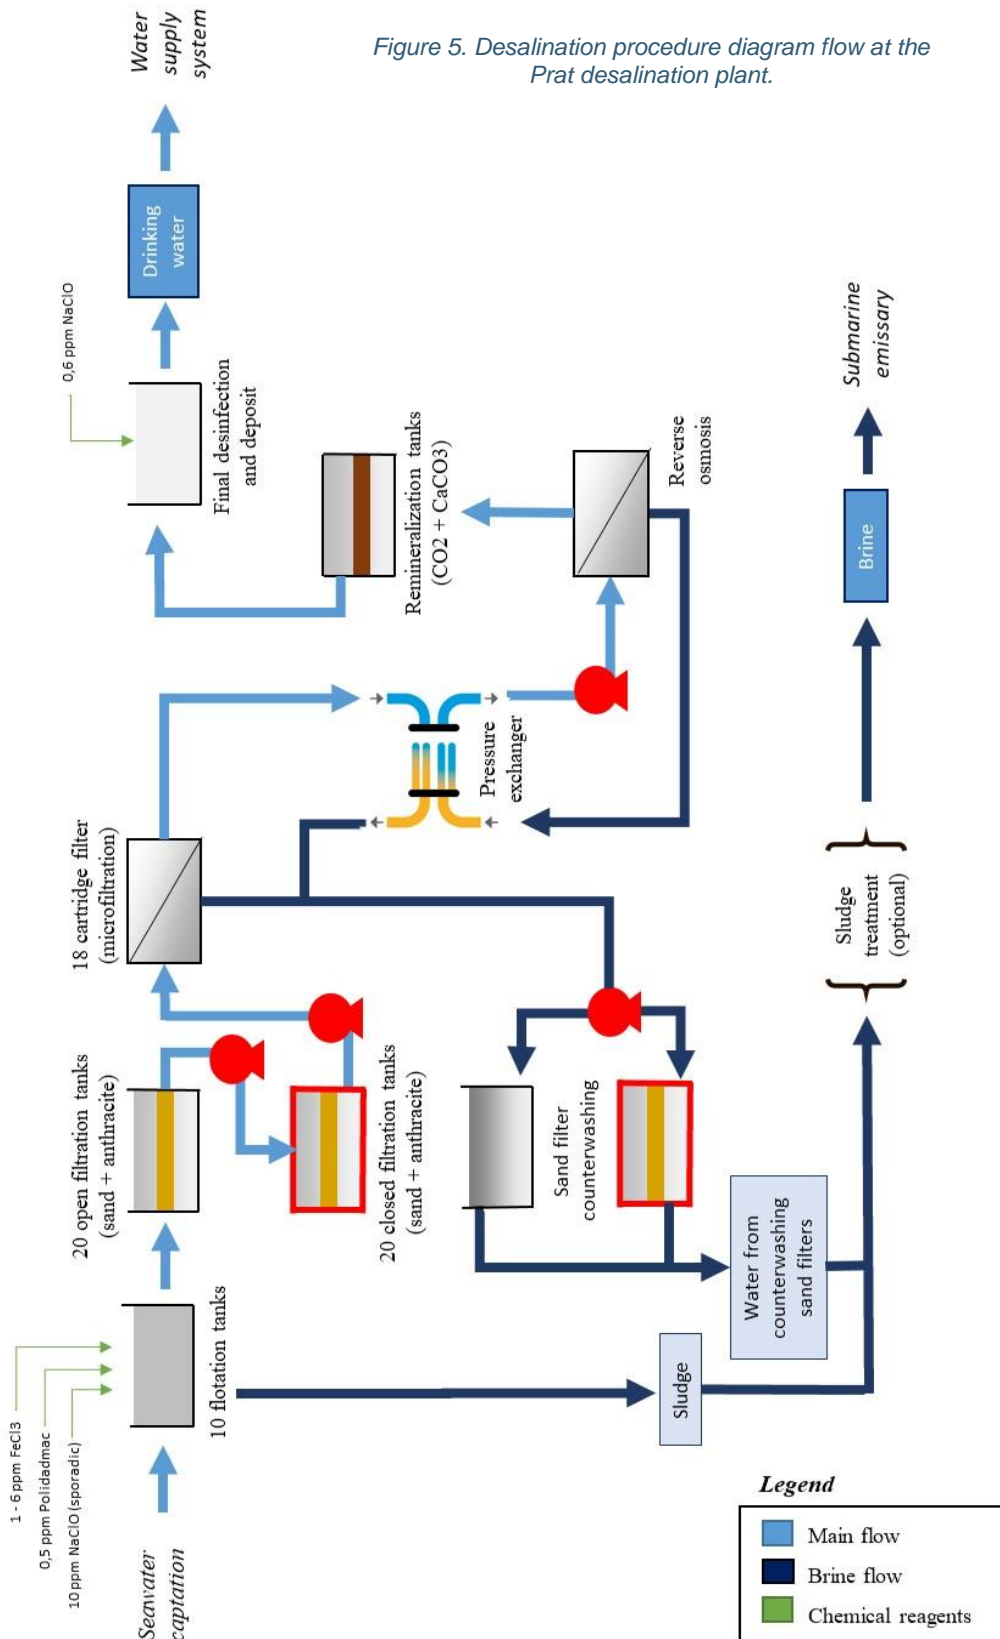 Figure 5. Desalination procedure diagram flow at the
Prat desalination plant.
Water
supply
system
Drinking
water
0,6 ppm NaClO
Final desinfection
and deposit
Remineralization tanks
(CO2 + CaCO3)
Reverse
osmosis
Submarine
emissary
Brine
Pressure
exchanger
18 cartridge filter
(microfiltration)
Sludge
treatment
(optional)
20 open filtration tanks
(sand + anthracite)
20 closed filtration tanks
(sand + anthracite)
Sand filter
counterwashing
Water from
counterwashing
sand filters
10 flotation tanks
Sludge
1 - 6 ppm FeCl3
0,5 ppm Polidadmac
10 ppm NaClO (sporadic)
Seawater
captation
Legend
Main flow
Brine flow
Chemical reagents